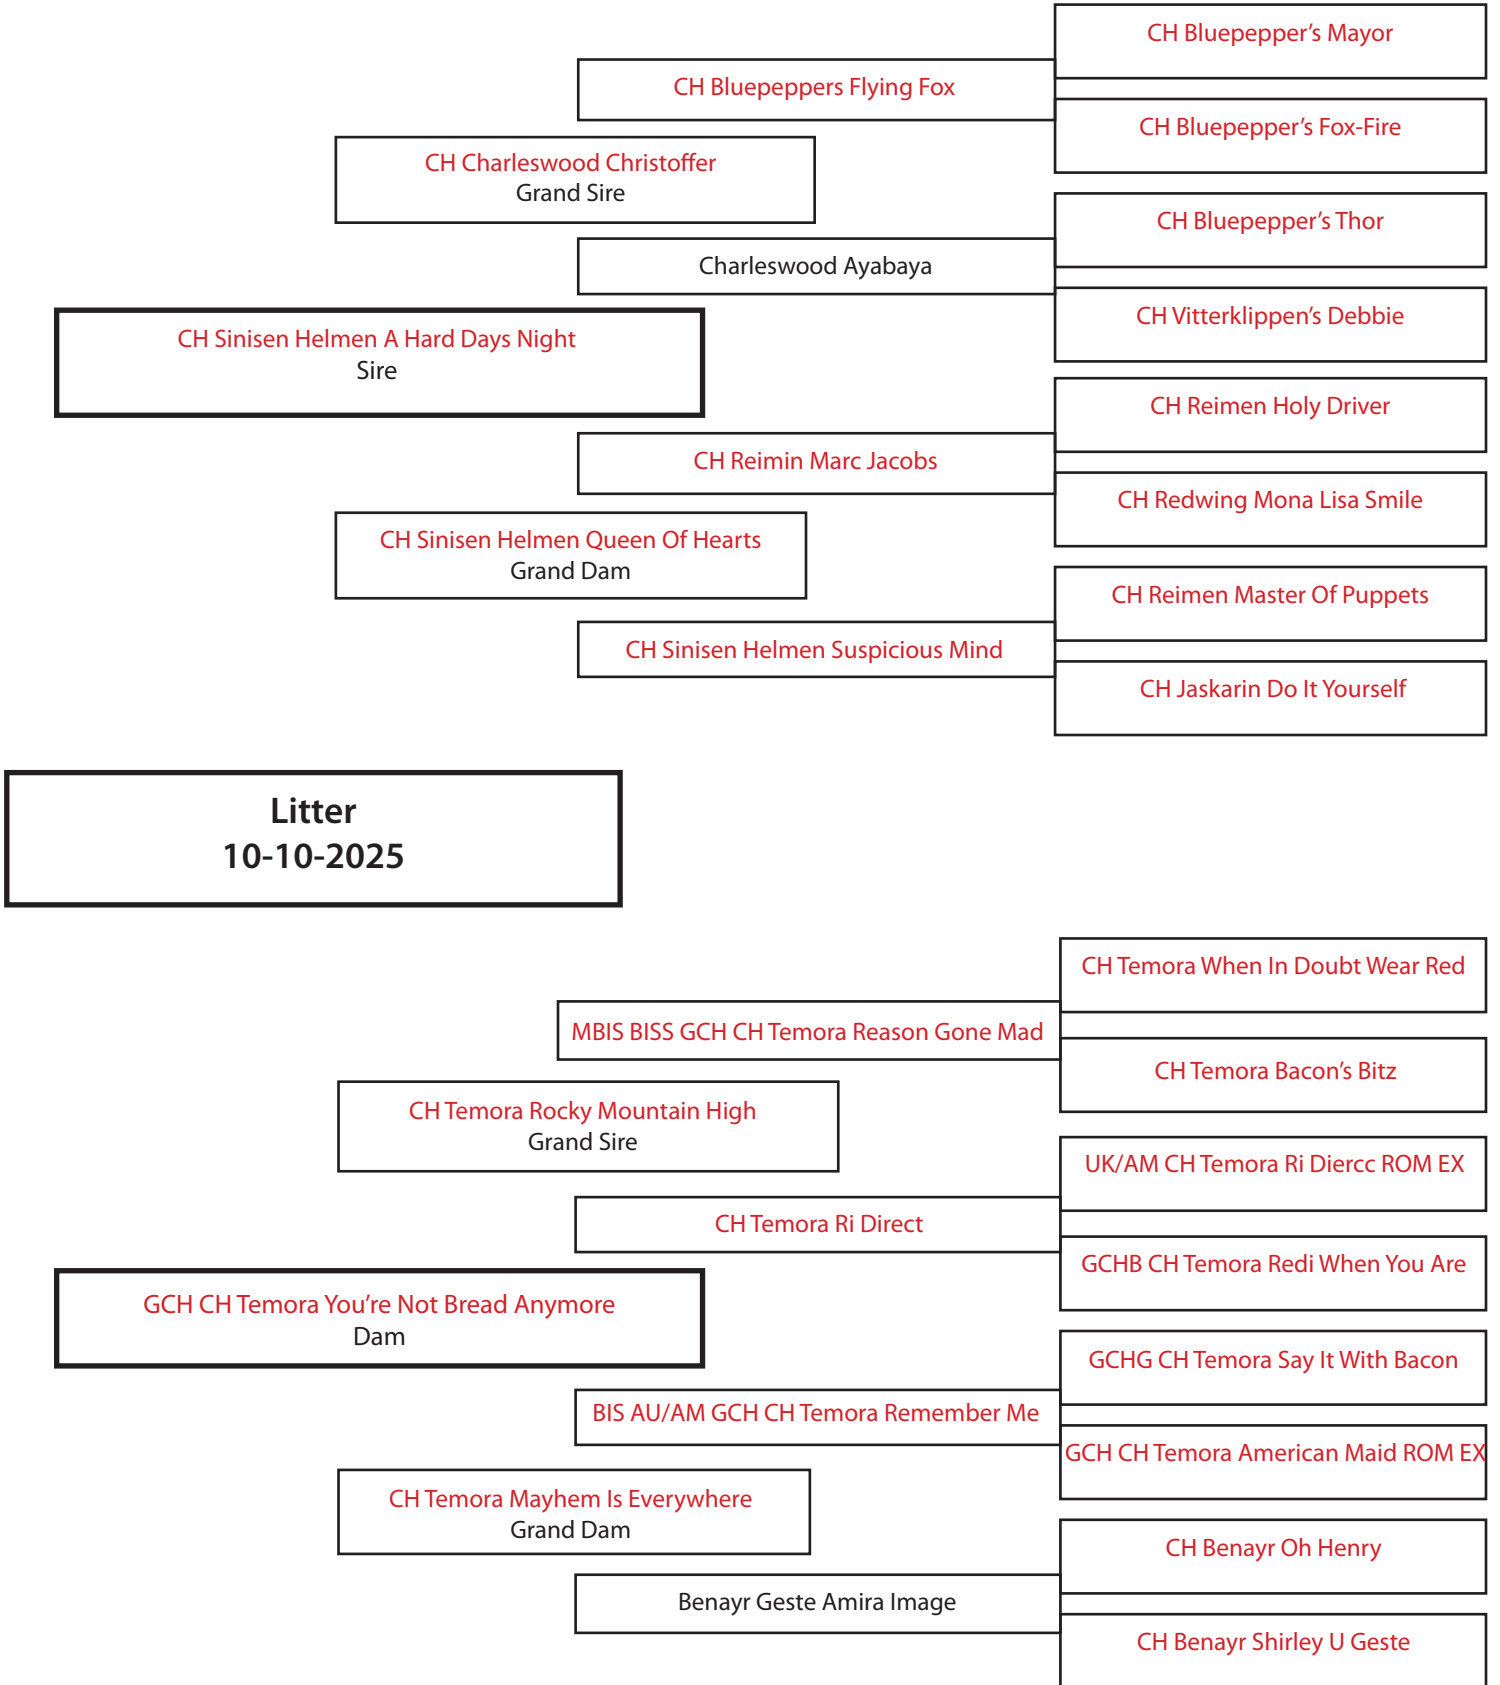 CH Bluepepper’s Mayor
CH Bluepeppers Flying Fox
CH Bluepepper’s Fox-Fire
CH Charleswood Christoffer
Grand Sire
CH Bluepepper’s Thor
Charleswood Ayabaya
CH Vitterklippen’s Debbie
CH Sinisen Helmen A Hard Days Night
Sire
CH Reimen Holy Driver
CH Reimin Marc Jacobs
CH Redwing Mona Lisa Smile
CH Sinisen Helmen Queen Of Hearts
Grand Dam
CH Reimen Master Of Puppets
CH Sinisen Helmen Suspicious Mind
CH Jaskarin Do It Yourself
Litter
10-10-2025
CH Temora When In Doubt Wear Red
MBIS BISS GCH CH Temora Reason Gone Mad
CH Temora Bacon’s Bitz
CH Temora Rocky Mountain High
Grand Sire
UK/AM CH Temora Ri Diercc ROM EX
CH Temora Ri Direct
GCHB CH Temora Redi When You Are
GCH CH Temora You’re Not Bread Anymore
Dam
GCHG CH Temora Say It With Bacon
BIS AU/AM GCH CH Temora Remember Me
GCH CH Temora American Maid ROM EX
CH Temora Mayhem Is Everywhere
Grand Dam
CH Benayr Oh Henry
Benayr Geste Amira Image
CH Benayr Shirley U Geste